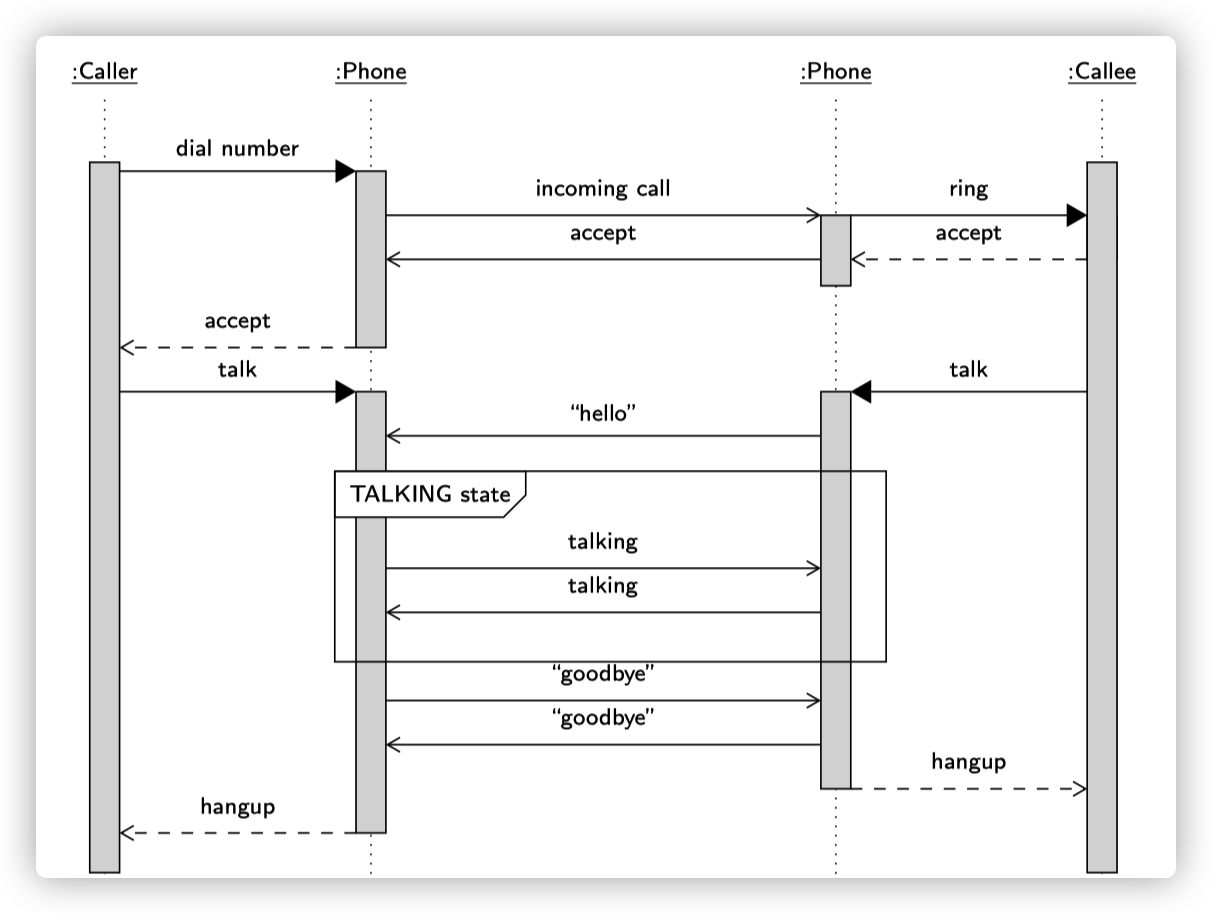 :Caller
:Phone
:Phone
:Callee
dial number
incoming call
ring
accept
accept
accept
talk
talk
“hello”
TALKING state
talking
talking
“goodbye”
“goodbye”
hangup
hangup